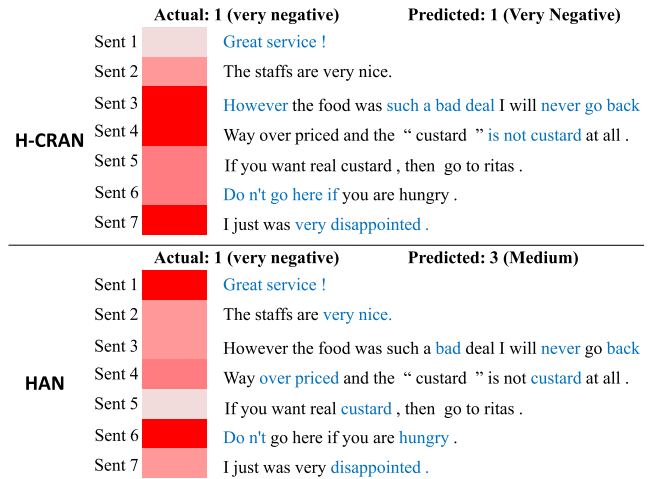 Actual: 1 (very negative) Predicted: 1 (Very Negative)
Sent 1 Great service !
Sent 2 The staffs are very nice.
Sent 3 However the food was such a bad deal I will never go back
H-CRAN
Sent 4 Way over priced and the “ custard ” is not custard at all .
Sent 5 If you want real custard , then go to ritas .
Sent 6 Do n't go here if you are hungry .
Sent 7 I just was very disappointed .
Actual: 1 (very negative) Predicted: 3 (Medium)
Sent 1 Great service !
Sent 2 The staffs are very nice.
Sent 3 However the food was such a bad deal I will never go back
HAN
Sent 4 Way over priced and the “ custard ” is not custard at all .
Sent 5 If you want real custard , then go to ritas .
Sent 6 Do n't go here if you are hungry .
Sent 7 I just was very disappointed .